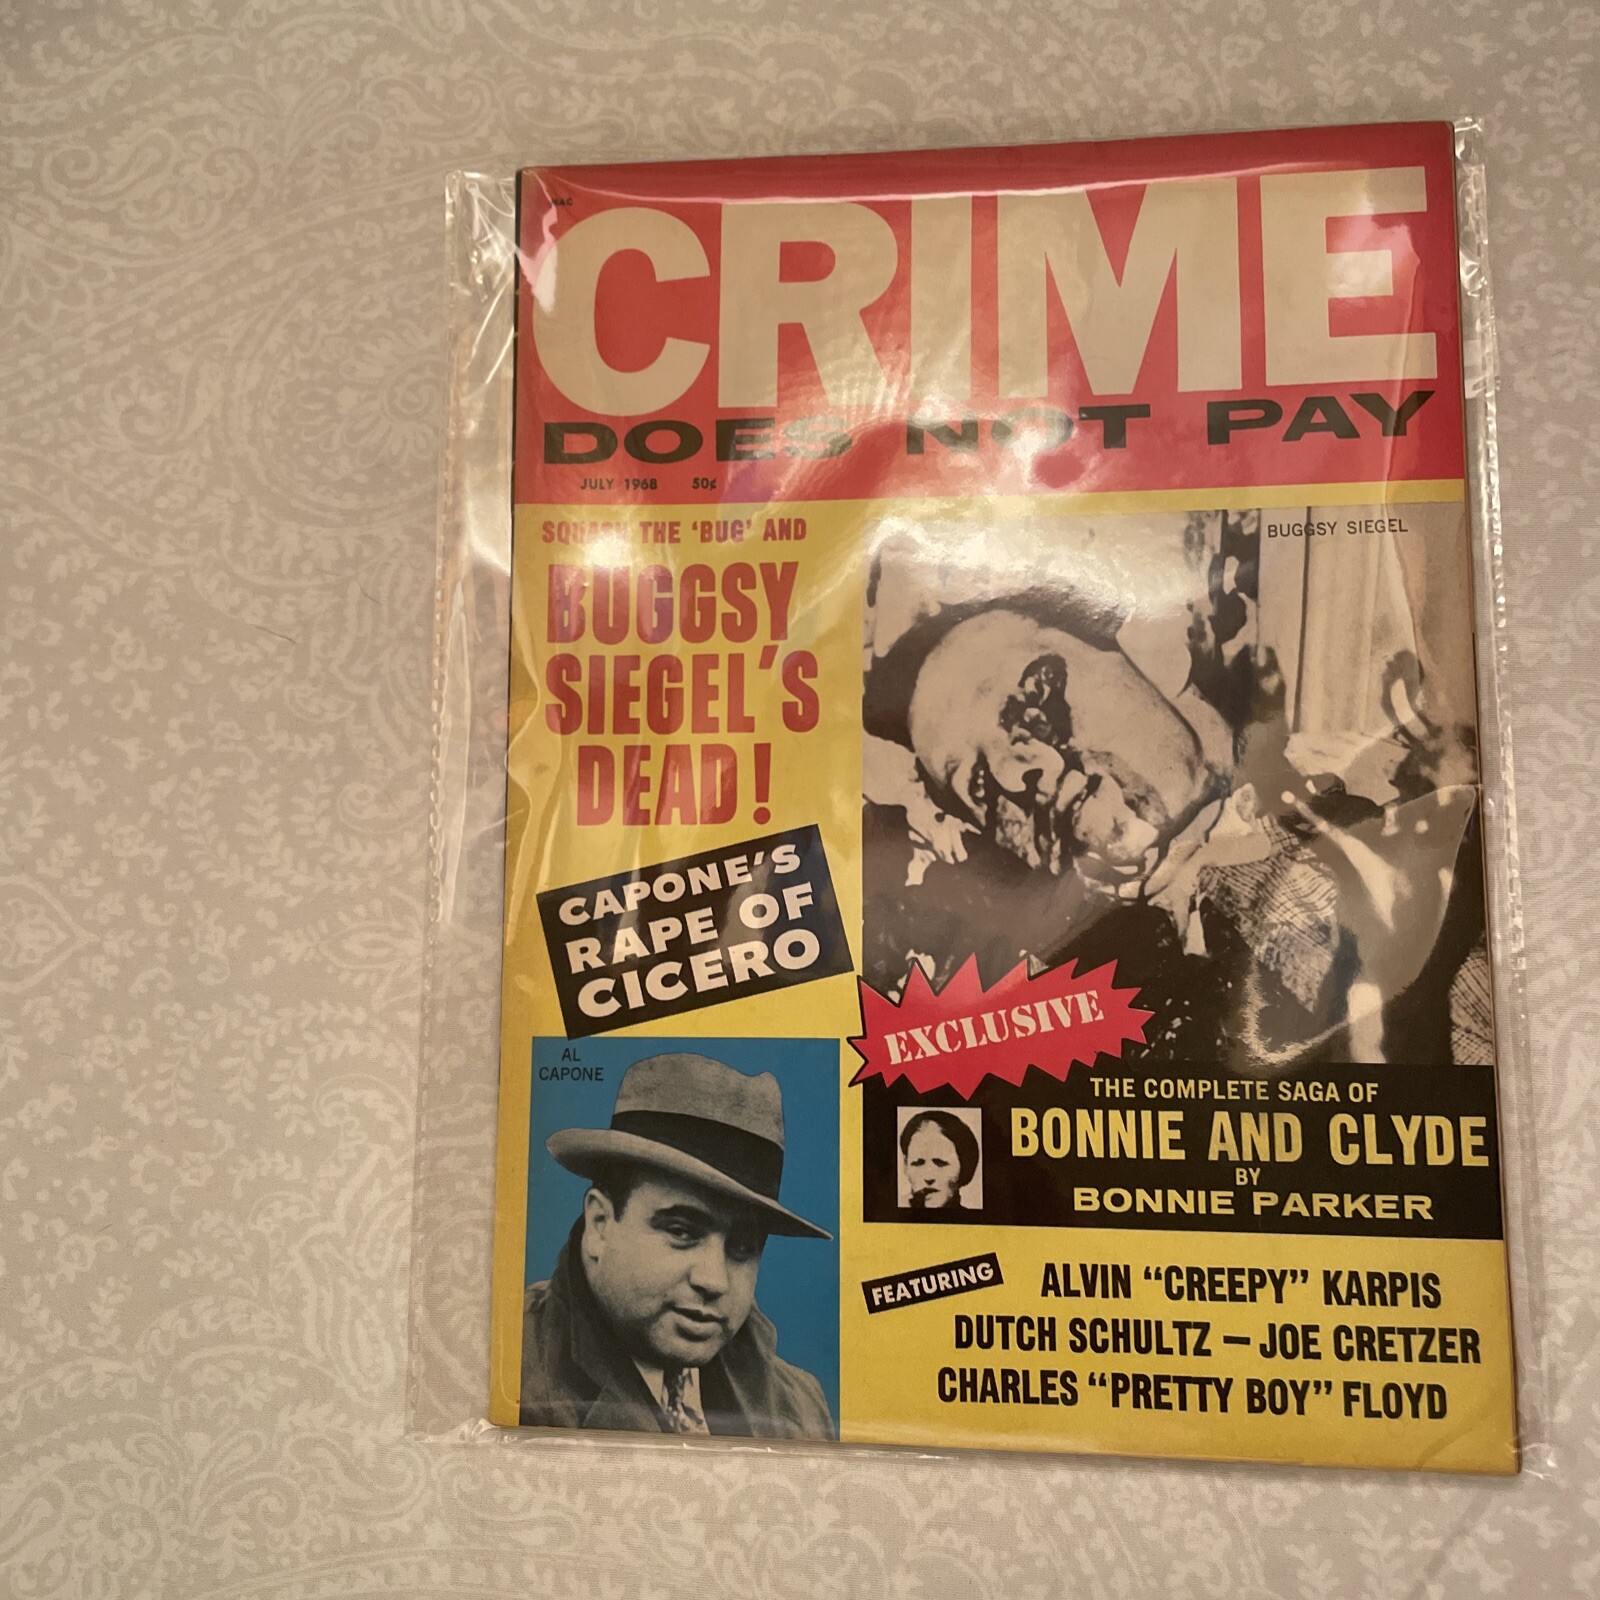 MAC
CRIME
DOES NOT PAY
JULY 1968 50¢
SQUASH THE ‘BUG’ AND
BUGGSY
SIEGEL’S
DEAD!
BUGGSY SIEGEL
CAPONE’S
RAPE OF
CICERO
AL
CAPONE
EXCLUSIVE
THE COMPLETE SAGA OF
BONNIE AND CLYDE
BY
BONNIE PARKER
FEATURING
ALVIN “CREEPY” KARPIS
DUTCH SCHULTZ — JOE CRETZER
CHARLES “PRETTY BOY” FLOYD